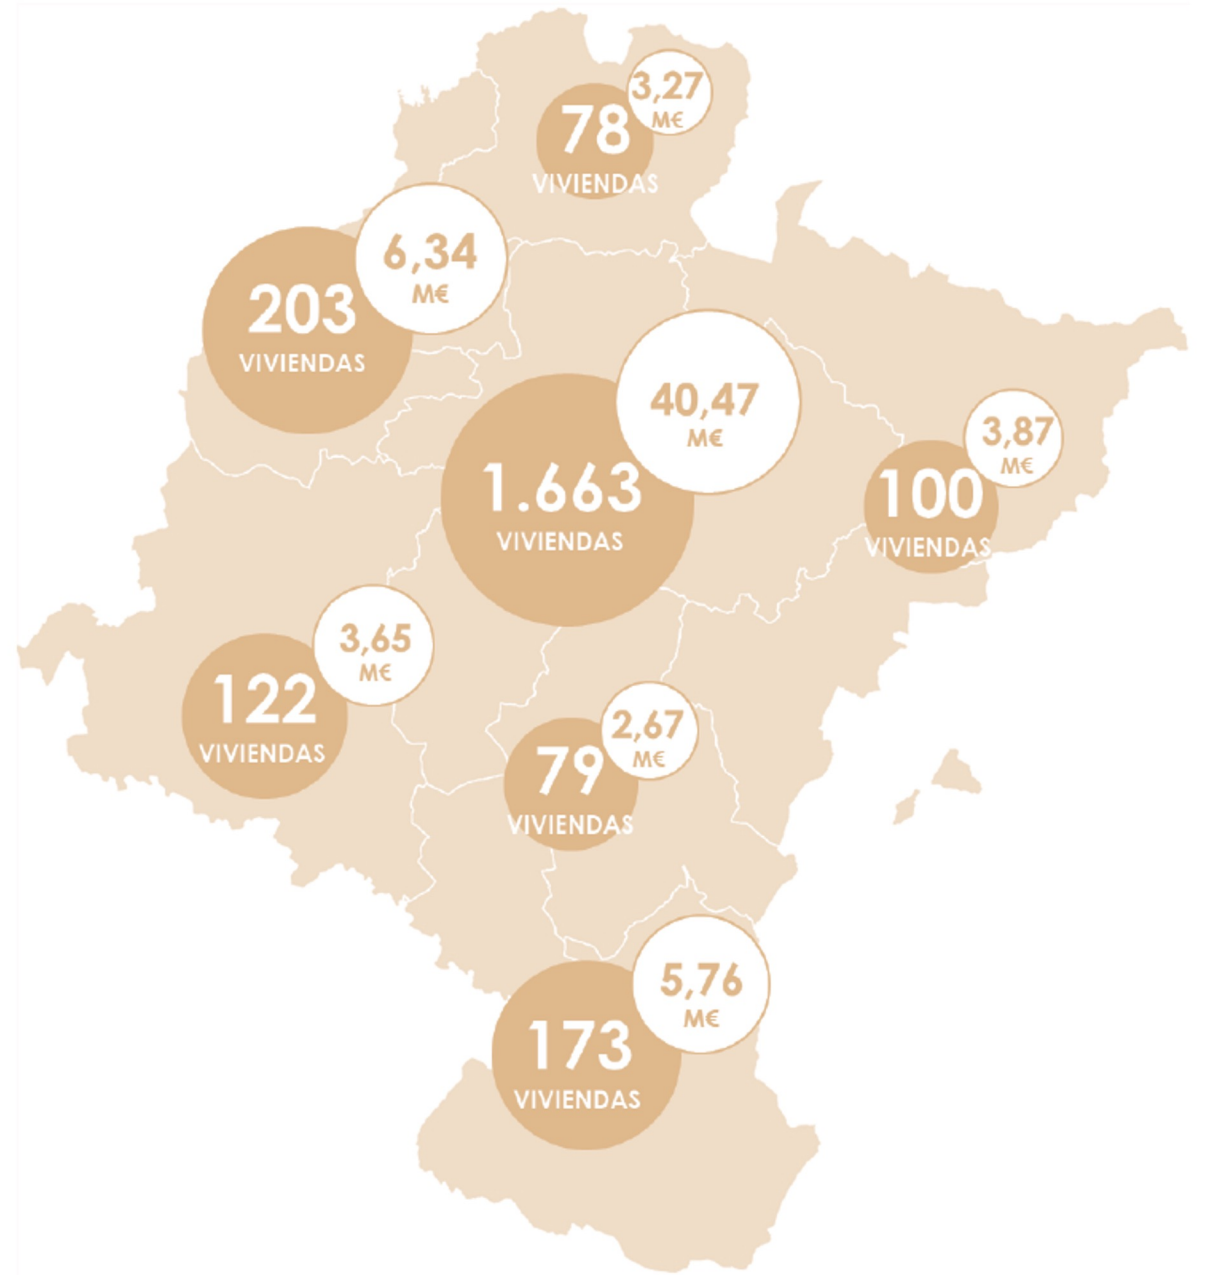 3,27
M€
78
VIVIENDAS
6,34
M€
203
VIVIENDAS
40,47
M€
1.663
VIVIENDAS
3,87
M€
100
VIVIENDAS
3,65
M€
122
VIVIENDAS
2,67
M€
79
VIVIENDAS
5,76
M€
173
VIVIENDAS